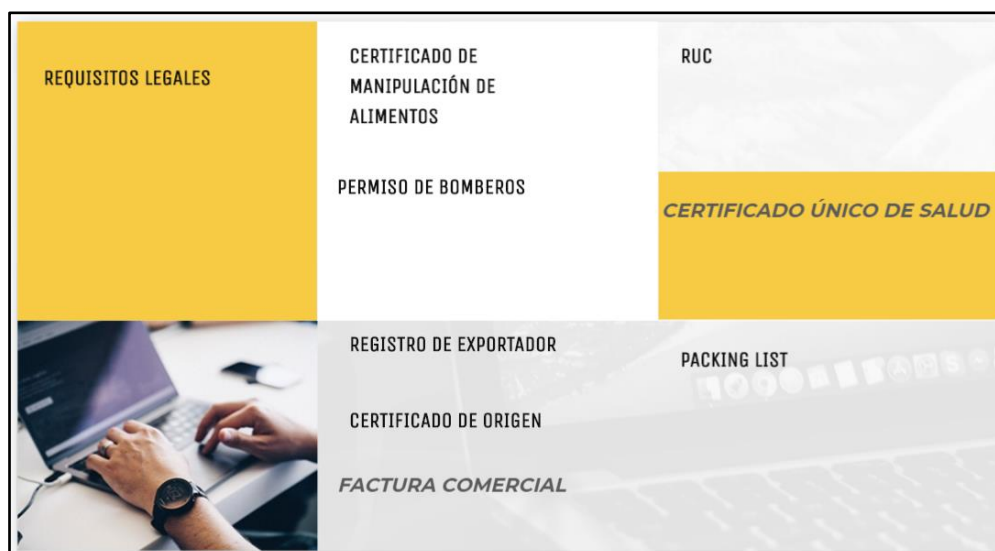 REQUISITOS LEGALES
CERTIFICADO DE
MANIPULACIÓN DE
ALIMENTOS
PERMISO DE BOMBEROS
RUC
CERTIFICADO ÚNICO DE SALUD
REGISTRO DE EXPORTADOR
CERTIFICADO DE ORIGEN
FACTURA COMERCIAL
PACKING LIST